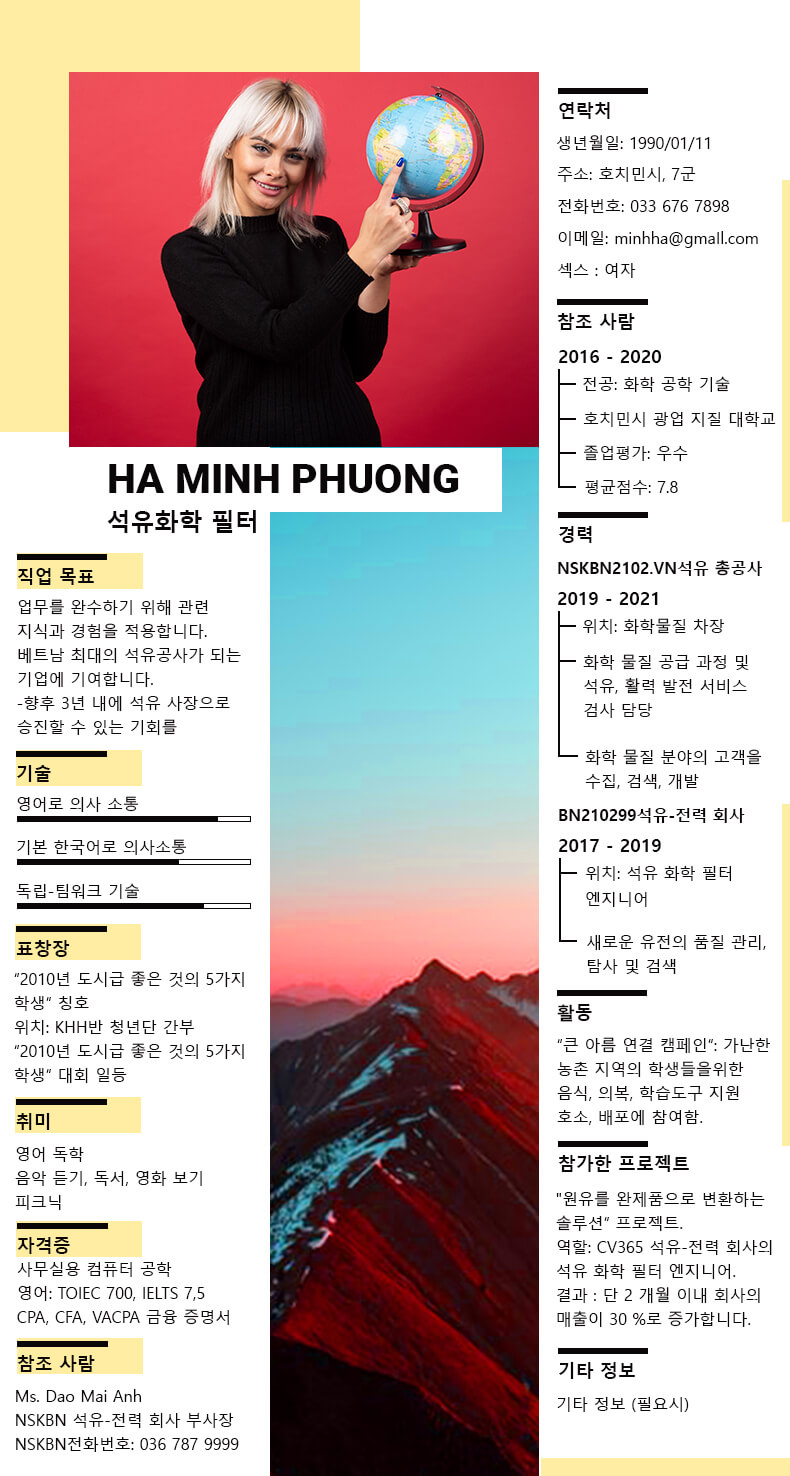 HA MINH PHUONG
석유화학 필터
직업 목표
업무를 완수하기 위해 관련
지식과 경험을 적용합니다.
베트남 최대의 석유공사가 되는
기업에 기여합니다.
-향후 3년 내에 석유 사장으로
승진할 수 있는 기회를
기술
영어로 의사 소통
기본 한국어로 의사소통
독립-팀워크 기술
표창장
“2010년 도시급 좋은 것의 5가지
학생“ 칭호
위치: KHH반 청년단 간부
“2010년 도시급 좋은 것의 5가지
학생“ 대회 일등
취미
영어 독학
음악 듣기, 독서, 영화 보기
피크닉
자격증
사무실용 컴퓨터 공학
영어: TOIEC 700, IELTS 7,5
CPA, CFA, VACPA 금융 증명서
참조 사람
Ms. Dao Mai Anh
NSKBN 석유-전력 회사 부사장
NSKBN전화번호: 036 787 9999
연락처
생년월일: 1990/01/11
주소: 호치민시, 7군
전화번호: 033 676 7898
이메일: minhha@gmaIl.com
섹스 : 여자
참조 사람
2016 - 2020
전공: 화학 공학 기술
호치민시 광업 지질 대학교
졸업평가: 우수
평균점수: 7.8
경력
NSKBN2102.VN석유 총공사
2019 - 2021
위치: 화학물질 차장
화학 물질 공급 과정 및
석유, 활력 발전 서비스
검사 담당
화학 물질 분야의 고객을
수집, 검색, 개발
BN210299석유-전력 회사
2017 - 2019
위치: 석유 화학 필터
엔지니어
새로운 유전의 품질 관리,
탐사 및 검색
활동
“큰 아름 연결 캠페인“: 가난한
농촌 지역의 학생들을위한
음식, 의복, 학습도구 지원
호소, 배포에 참여함.
참가한 프로젝트
"원유를 완제품으로 변환하는
솔루션“ 프로젝트.
역할: CV365 석유-전력 회사의
석유 화학 필터 엔지니어.
결과 : 단 2 개월 이내 회사의
매출이 30 %로 증가합니다.
기타 정보
기타 정보 (필요시)